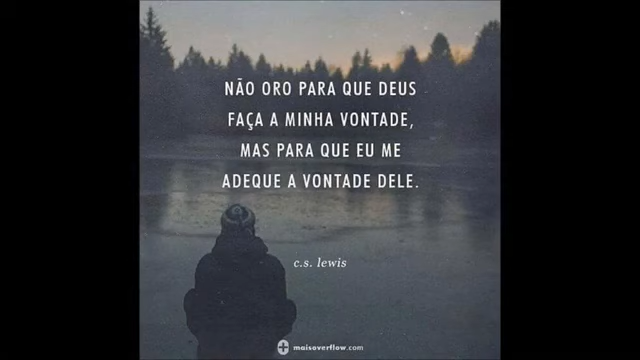 NÃO ORO PARA QUE DEUS
FAÇA A MINHA VONTADE,
MAS PARA QUE EU ME
ADEQUE A VONTADE DELE.
c.s. lewis
maisoverflow.com